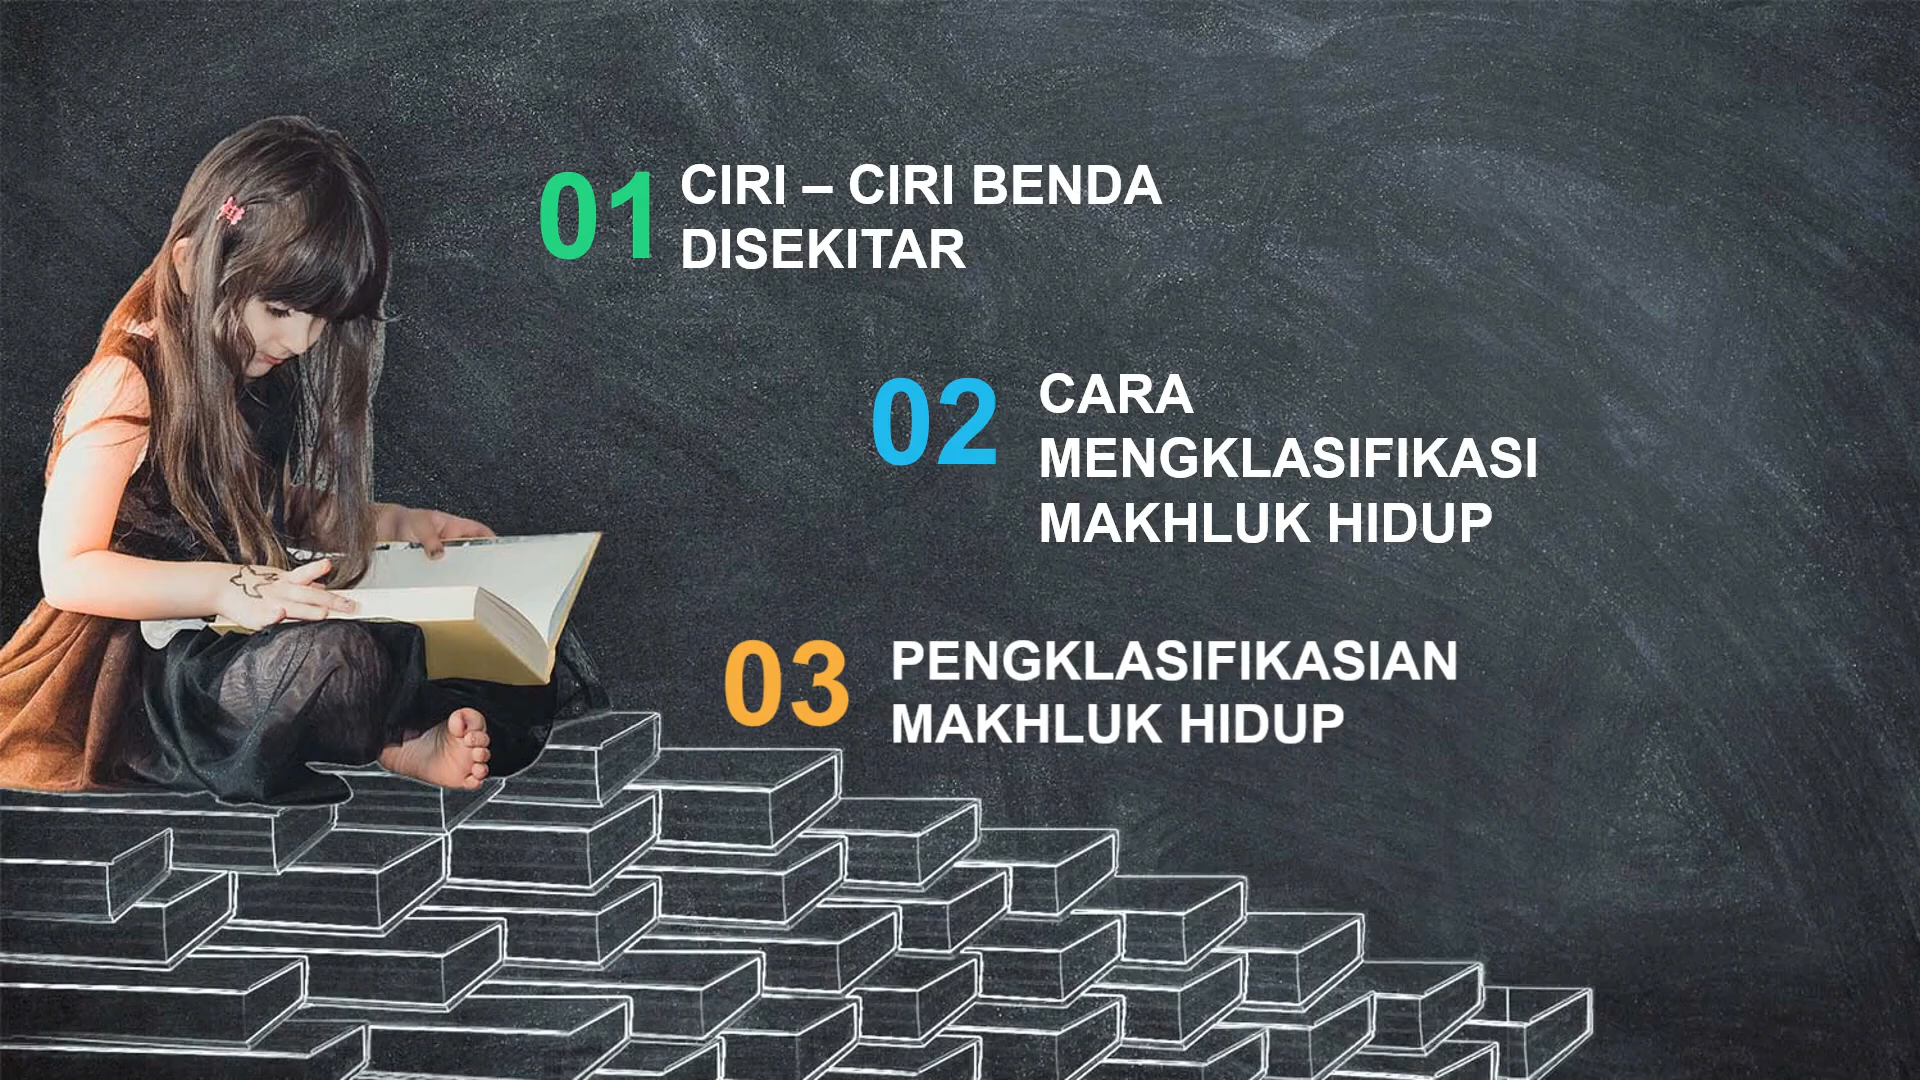 01
CIRI – CIRI BENDA
DISEKITAR
02
CARA
MENGKLASIFIKASI
MAKHLUK HIDUP
03
PENGKLASIFIKASIAN
MAKHLUK HIDUP